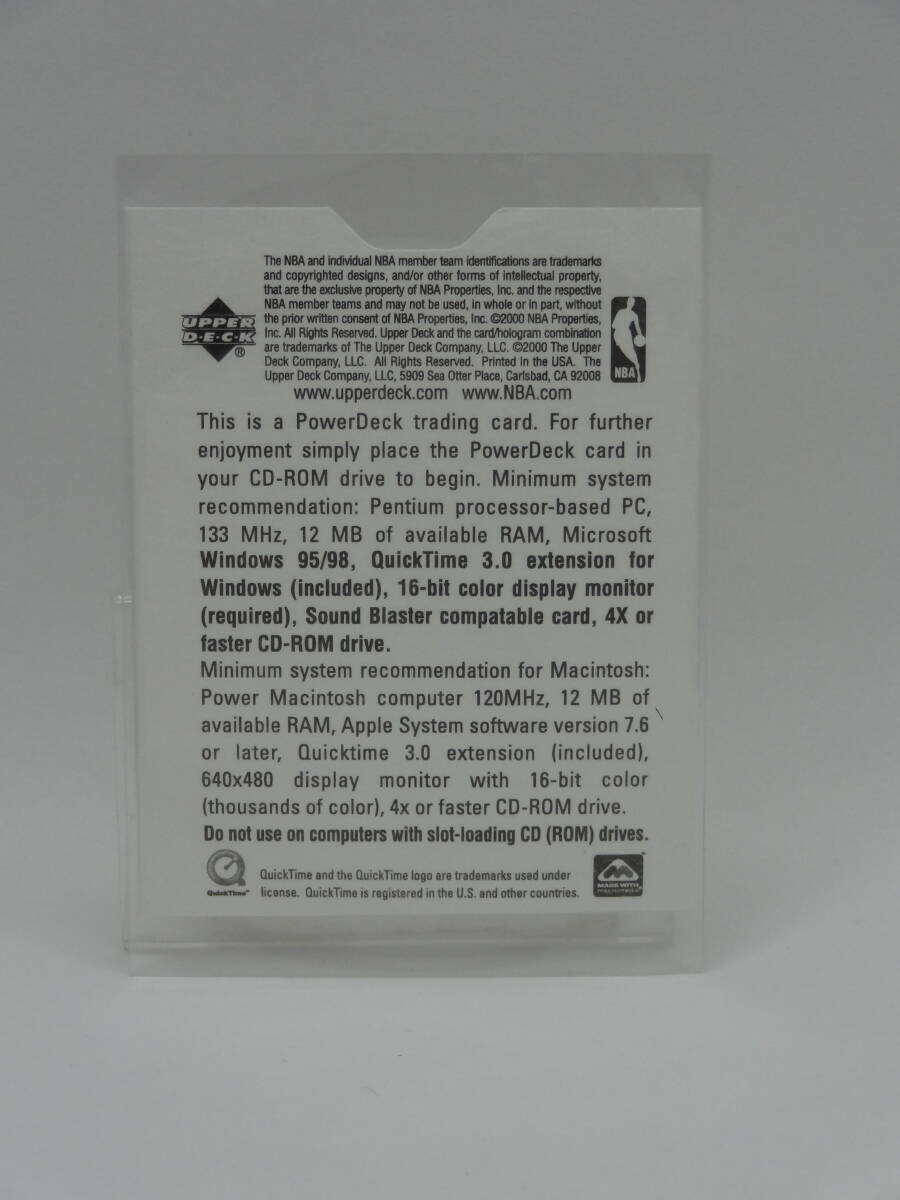 The NBA and individual NBA member team identifications are trademarks
and copyrighted designs, and/or other forms of intellectual property,
that are the exclusive property of NBA Properties, Inc. and the respective
NBA member teams and may not be used, in whole or in part, without
the prior written consent of NBA Properties, Inc. ©2000 NBA Properties,
Inc. All Rights Reserved. Upper Deck and the card/hologram combination
are trademarks of The Upper Deck Company, LLC. ©2000 The Upper
Deck Company, LLC. All Rights Reserved. Printed in the USA. The
Upper Deck Company, LLC, 5909 Sea Otter Place, Carlsbad, CA 92008
UPPER
D·E·C·K
®
NBA
www.upperdeck.com www.NBA.com
This is a PowerDeck trading card. For further
enjoyment simply place the PowerDeck card in
your CD-ROM drive to begin. Minimum system
recommendation: Pentium processor-based PC,
133 MHz, 12 MB of available RAM, Microsoft
Windows 95/98, QuickTime 3.0 extension for
Windows (included), 16-bit color display monitor
(required), Sound Blaster compatable card, 4X or
faster CD-ROM drive.
Minimum system recommendation for Macintosh:
Power Macintosh computer 120MHz, 12 MB of
available RAM, Apple System software version 7.6
or later, Quicktime 3.0 extension (included),
640x480 display monitor with 16-bit color
(thousands of color), 4x or faster CD-ROM drive.
Do not use on computers with slot-loading CD (ROM) drives.
QuickTime™
QuickTime and the QuickTime logo are trademarks used under
license. QuickTime is registered in the U.S. and other countries.
MADE WITH
macromedia